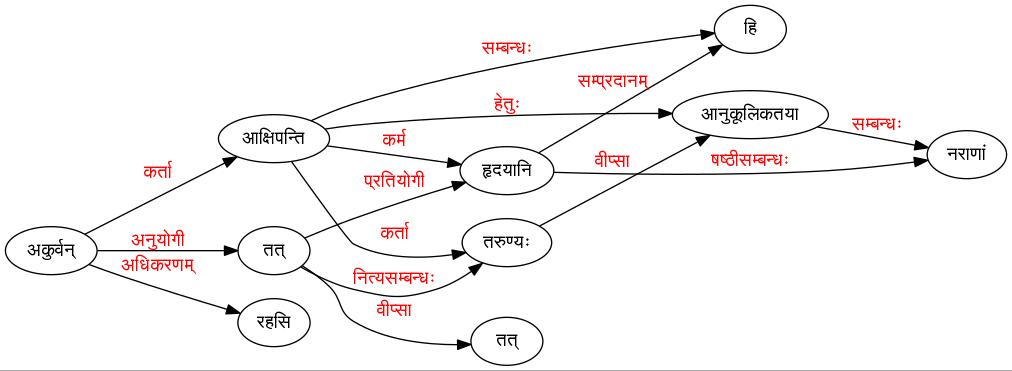 हि
सम्बन्धः
सम्प्रदानम्
हेतुः
आनुकूलिकतया
सम्बन्धः
आक्षिपन्ति
कर्म
नराणां
कर्ता
हृदयानि
वीप्सा
षष्ठीसम्बन्धः
प्रतियोगी
अकुर्वन्
अनुयोगी
तत्
कर्ता
तरुण्यः
अधिकरणम्
नित्यसम्बन्धः
रहसि
वीप्सा
तत्